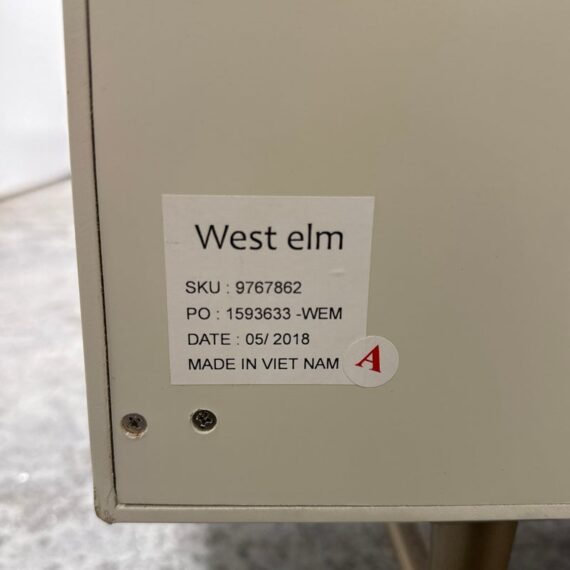 West elm
SKU : 9767862
PO : 1593633 -WEM
DATE : 05/ 2018
MADE IN VIET NAM
A